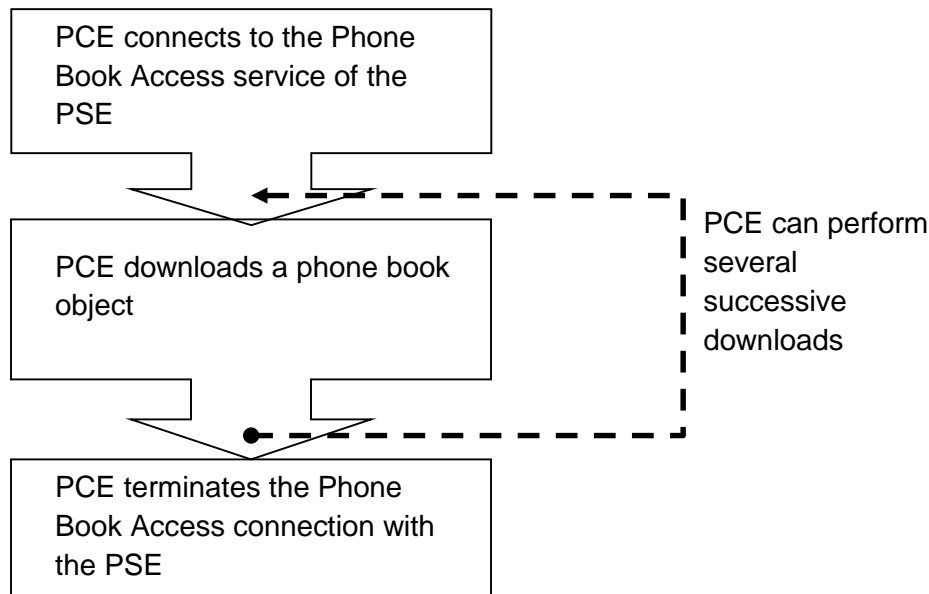 PCE connects to the Phone
Book Access service of the
PSE
PCE downloads a phone book
object
PCE can perform
several
successive
downloads
PCE terminates the Phone
Book Access connection with
the PSE